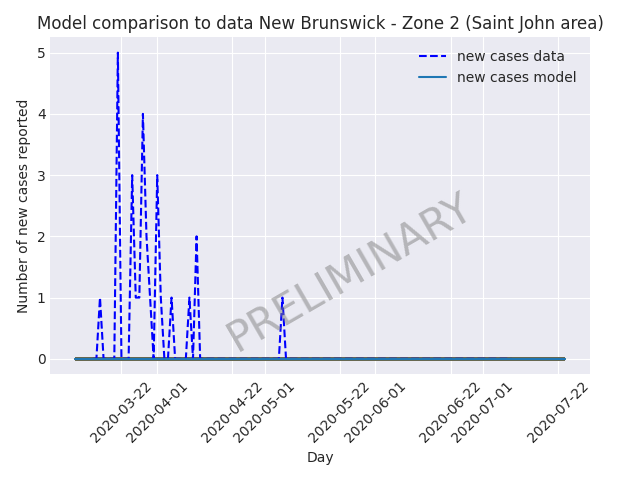 Model comparison to data New Brunswick - Zone 2 (Saint John area)
new cases data
new cases model
Number of new cases reported
5
4
3
2
1
0
PRELIMINARY
2020-03-22
2020-04-01
2020-04-22
2020-05-01
2020-05-22
2020-06-01
2020-06-22
2020-07-01
2020-07-22
Day